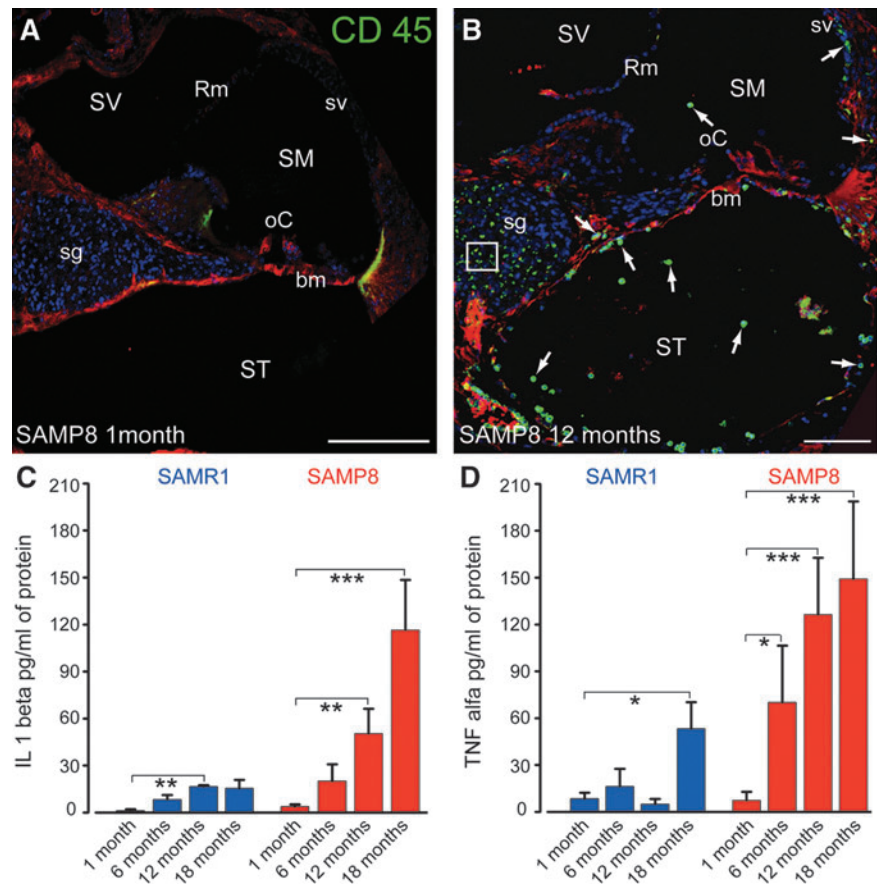 A
CD 45
SV
Rm
sv
SM
oC
sg
bm
ST
SAMP8 1month
B
SV
sv
Rm
SM
oC
sg
bm
ST
SAMP8 12 months
C
SAMR1
SAMP8
IL 1 beta pg/ml of protein
210
180
150
120
90
60
30
0
**
**
***
1 month
6 months
12 months
18 months
1 month
6 months
12 months
18 months
D
SAMR1
SAMP8
TNF alfa pg/ml of protein
210
180
150
120
90
60
30
0
*
*
***
***
1 month
6 months
12 months
18 months
1 month
6 months
12 months
18 months